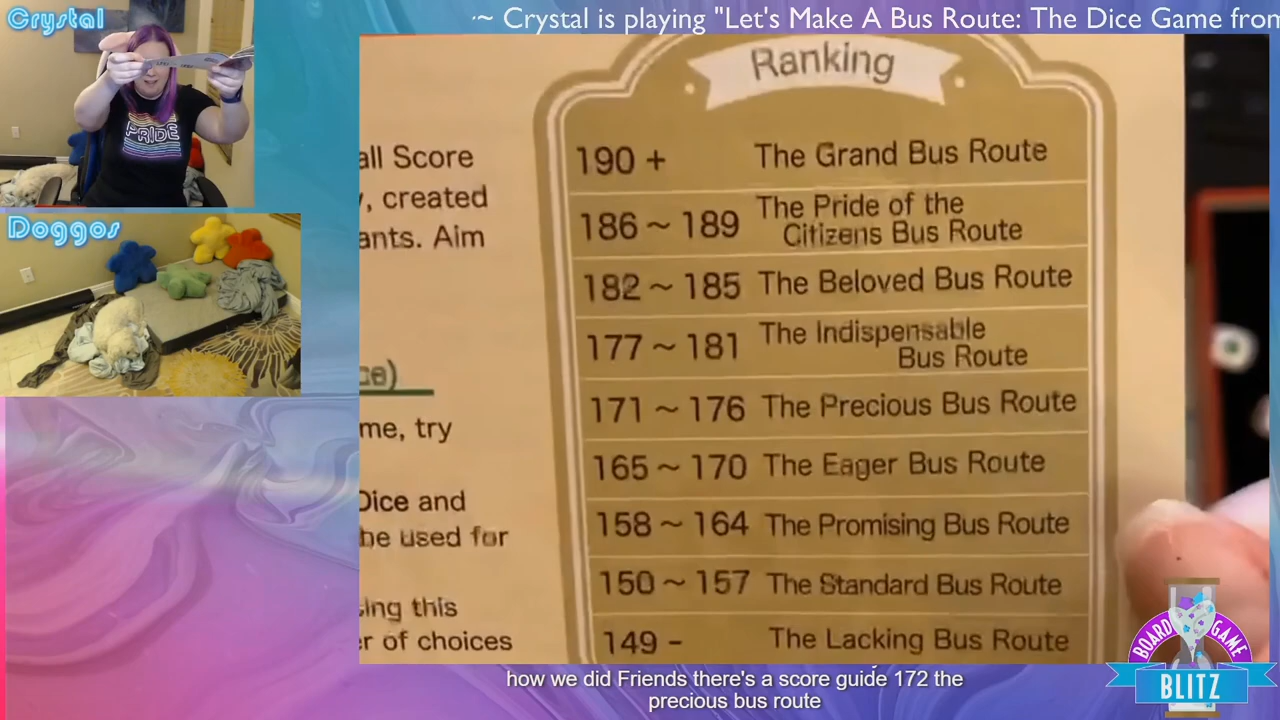 Crystal
~ Crystal is playing "Let's Make A Bus Route: The Dice Game from
PRIDE
Doggos
all Score
, created
ants. Aim
ce)
me, try
Dice and
be used for
sing this
er of choices
Ranking
190 + The Grand Bus Route
186 ~ 189 The Pride of the
Citizens Bus Route
182 ~ 185 The Beloved Bus Route
177 ~ 181 The Indispensable
Bus Route
171 ~ 176 The Precious Bus Route
165 ~ 170 The Eager Bus Route
158 ~ 164 The Promising Bus Route
150 ~ 157 The Standard Bus Route
149 - The Lacking Bus Route
BOARD GAME
BLITZ
how we did Friends there's a score guide 172 the
precious bus route